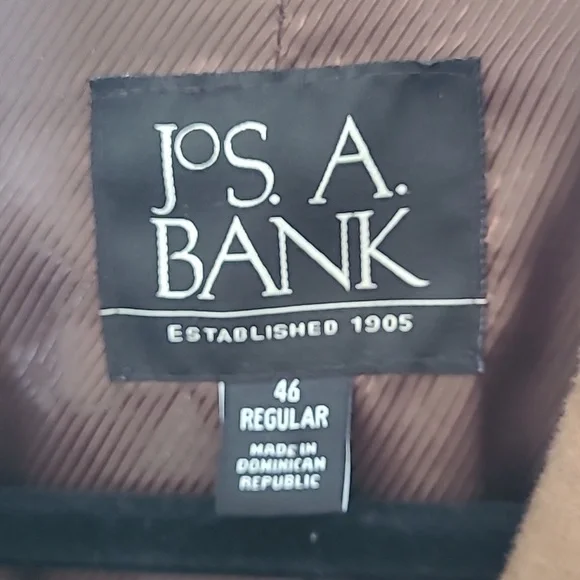 JOS. A.
BANK
ESTABLISHED 1905
46
REGULAR
MADE IN
DOMINICAN
REPUBLIC